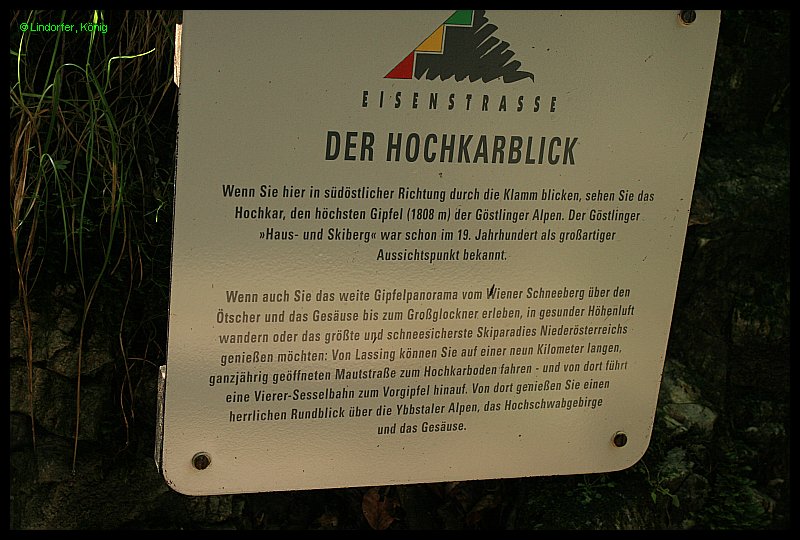 © Lindorfer, König
EISENSTRASSE
DER HOCHKARBLICK
Wenn Sie hier in südöstlicher Richtung durch die Klamm blicken, sehen Sie das
Hochkar, den höchsten Gipfel (1808 m) der Göstlinger Alpen. Der Göstlinger
»Haus- und Skiberg« war schon im 19. Jahrhundert als großartiger
Aussichtspunkt bekannt.
Wenn auch Sie das weite Gipfelpanorama vom Wiener Schneeberg über den
Ötscher und das Gesäuse bis zum Großglockner erleben, in gesunder Höhenluft
wandern oder das größte und schneesicherste Skiparadies Niederösterreichs
genießen möchten: Von Lassing können Sie auf einer neun Kilometer langen,
ganzjährig geöffneten Mautstraße zum Hochkarboden fahren - und von dort führt
eine Vierer-Sesselbahn zum Vorgipfel hinauf. Von dort genießen Sie einen
herrlichen Rundblick über die Ybbstaler Alpen, das Hochschwabgebirge
und das Gesäuse.